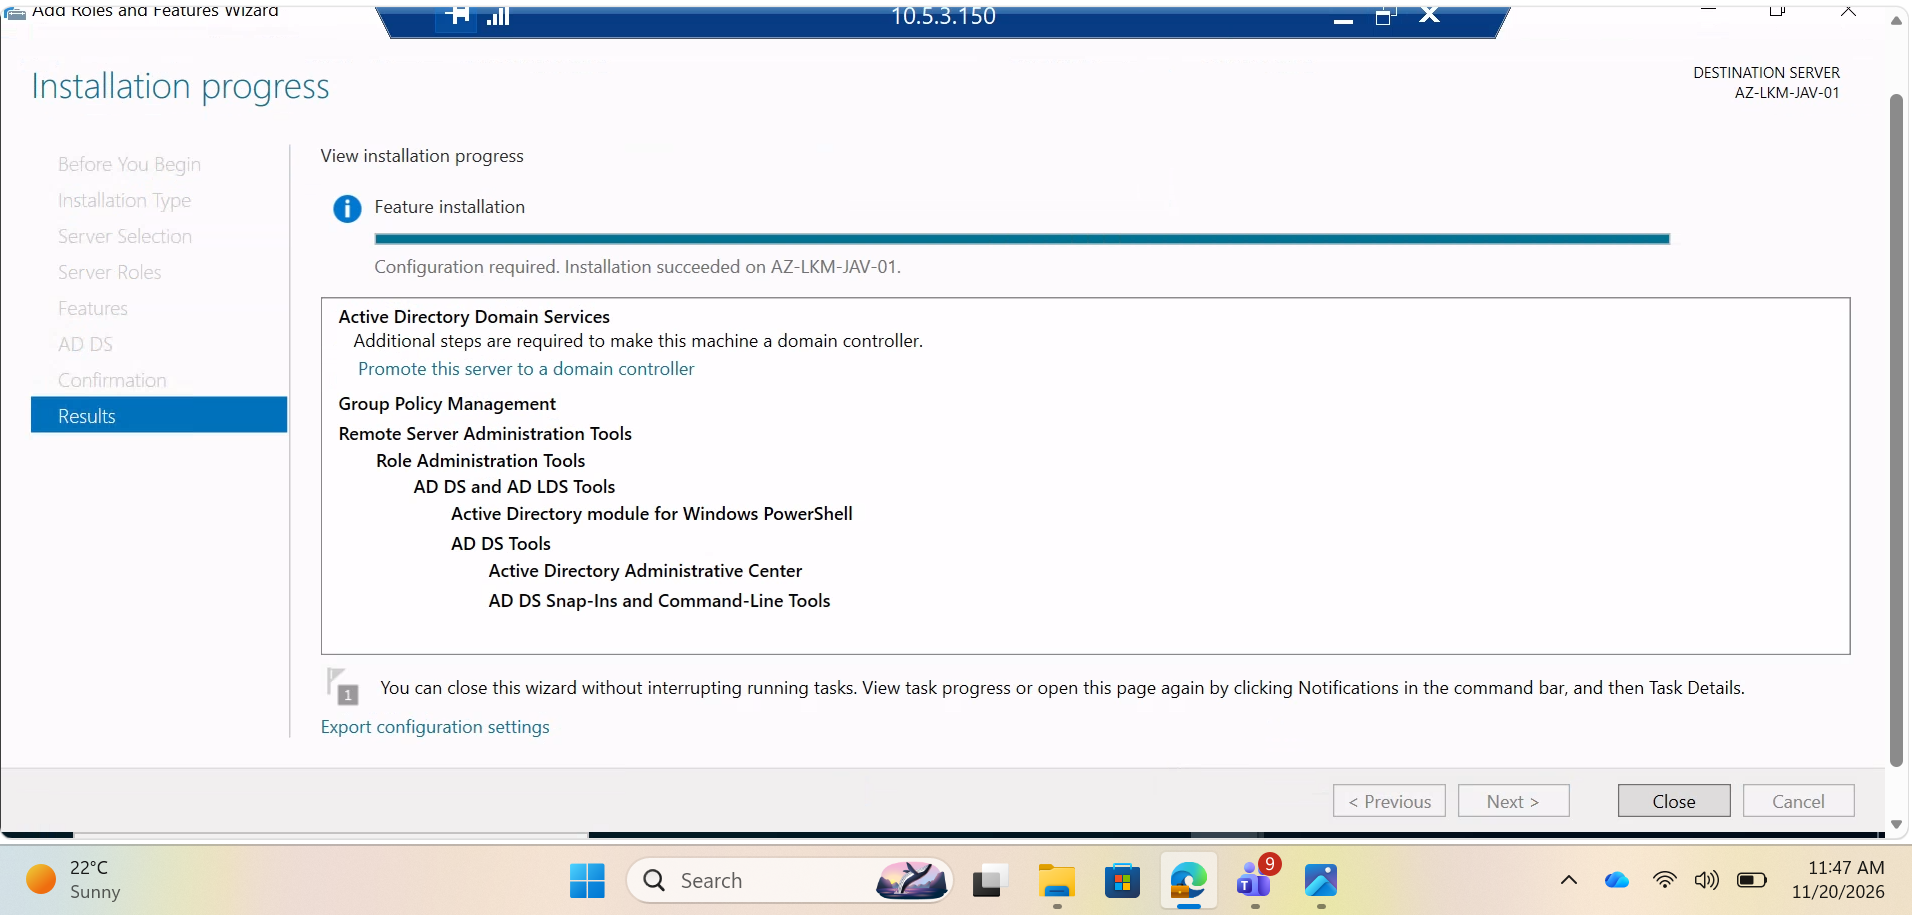 Add Roles and Features Wizard
10.5.3.150
Installation progress
DESTINATION SERVER
AZ-LKM-JAV-01
Before You Begin
Installation Type
Server Selection
Server Roles
Features
AD DS
Confirmation
Results
View installation progress
Feature installation
Configuration required. Installation succeeded on AZ-LKM-JAV-01.
Active Directory Domain Services
Additional steps are required to make this machine a domain controller.
Promote this server to a domain controller
Group Policy Management
Remote Server Administration Tools
Role Administration Tools
AD DS and AD LDS Tools
Active Directory module for Windows PowerShell
AD DS Tools
Active Directory Administrative Center
AD DS Snap-Ins and Command-Line Tools
1
You can close this wizard without interrupting running tasks. View task progress or open this page again by clicking Notifications in the command bar, and then Task Details.
Export configuration settings
< Previous
Next >
Close
Cancel
22°C
Sunny
Search
T
9
11:47 AM
11/20/2026